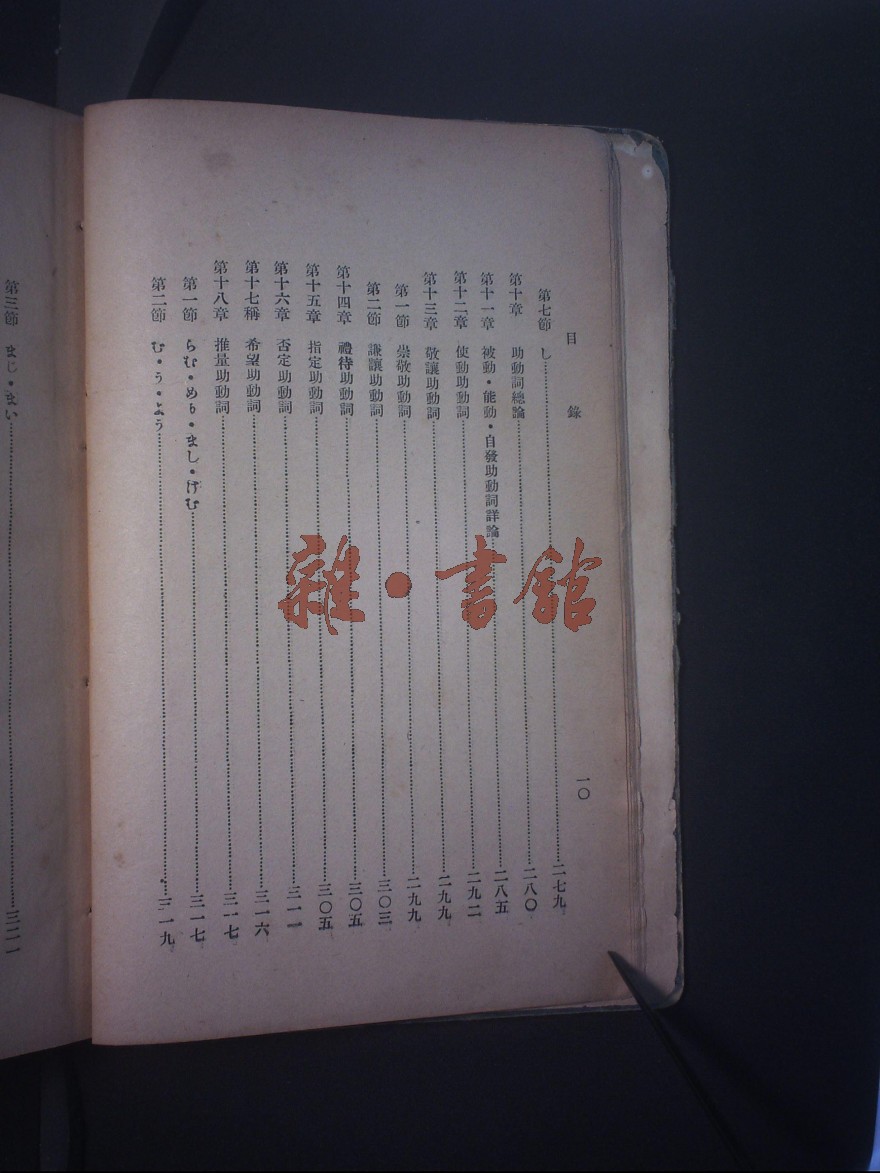 目錄
一〇
第七節 し……二七九
第十章 助動詞總論……二八〇
第十一章 被動・能動・自發助動詞詳論……二八五
第十二章 使動助動詞……二九二
第十三章 敬讓助動詞……二九九
第一節 崇敬助動詞……二九九
第二節 謙讓助動詞……三〇三
第十四章 禮待助動詞……三〇五
第十五章 指定助動詞……三〇五
第十六章 否定助動詞……三一一
第十七稱 希望助動詞……三一六
第十八章 推量助動詞……三一七
第一節 らむ・めり・まし・けむ……三一七
第二節 む・う・よう……三一九
第三節 まじ・まい……三二一
雜・書舘